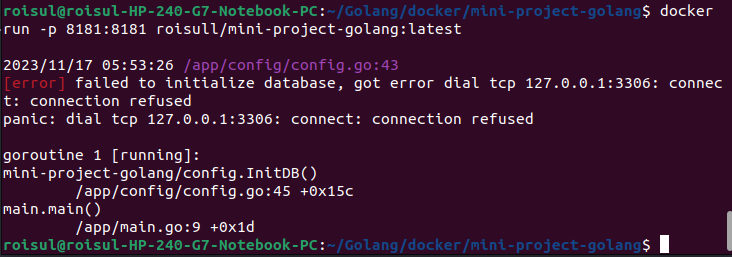 roisul@roisul-HP-240-G7-Notebook-PC:~/Golang/docker/mini-project-golang$ docker
run -p 8181:8181 roisull/mini-project-golang:latest
2023/11/17 05:53:26 /app/config/config.go:43
[error] failed to initialize database, got error dial tcp 127.0.0.1:3306: connec
t: connection refused
panic: dial tcp 127.0.0.1:3306: connect: connection refused
goroutine 1 [running]:
mini-project-golang/config.InitDB()
/app/config/config.go:45 +0x15c
main.main()
/app/main.go:9 +0x1d
roisul@roisul-HP-240-G7-Notebook-PC:~/Golang/docker/mini-project-golang$